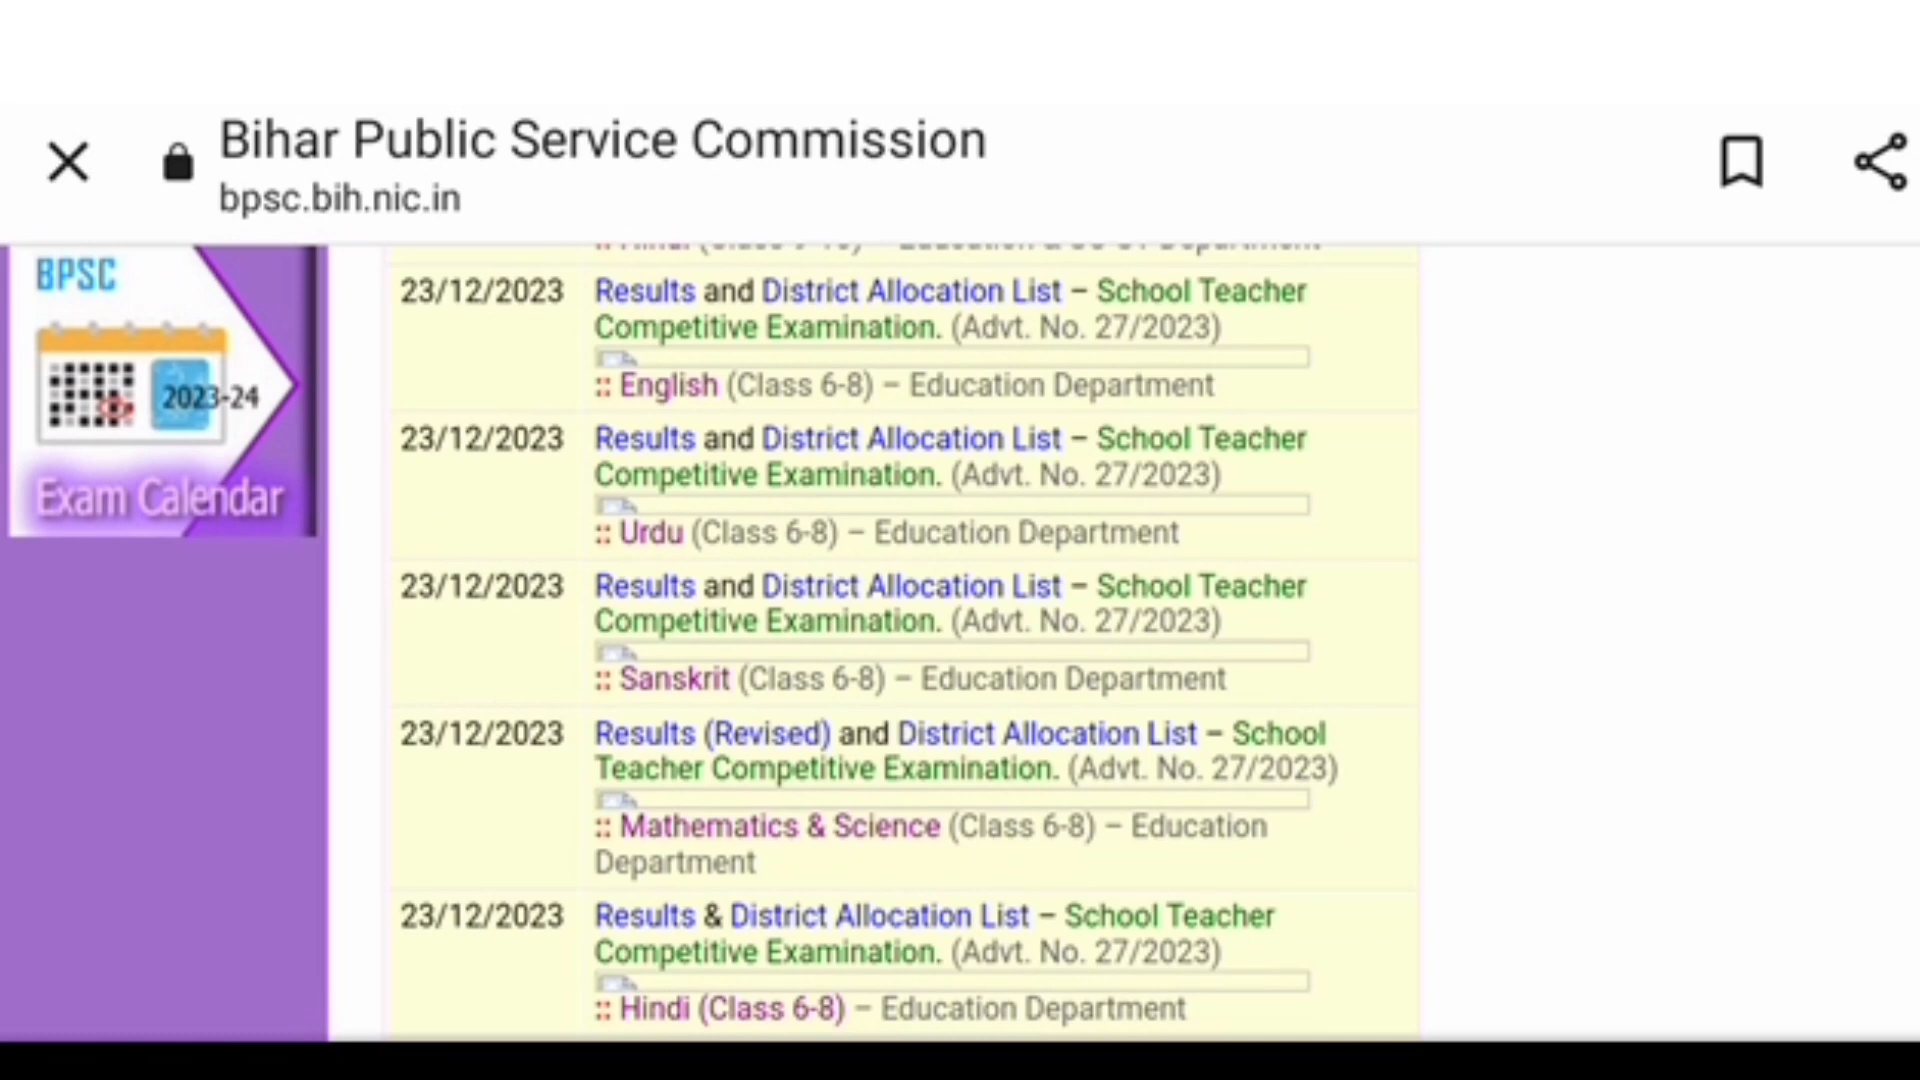 Bihar Public Service Commission
bpsc.bih.nic.in
BPSC
2023-24
Exam Calendar
23/12/2023 Results and District Allocation List – School Teacher
Competitive Examination. (Advt. No. 27/2023)
:: English (Class 6-8) – Education Department
23/12/2023 Results and District Allocation List – School Teacher
Competitive Examination. (Advt. No. 27/2023)
:: Urdu (Class 6-8) – Education Department
23/12/2023 Results and District Allocation List – School Teacher
Competitive Examination. (Advt. No. 27/2023)
:: Sanskrit (Class 6-8) – Education Department
23/12/2023 Results (Revised) and District Allocation List – School
Teacher Competitive Examination. (Advt. No. 27/2023)
:: Mathematics & Science (Class 6-8) – Education
Department
23/12/2023 Results & District Allocation List – School Teacher
Competitive Examination. (Advt. No. 27/2023)
:: Hindi (Class 6-8) – Education Department